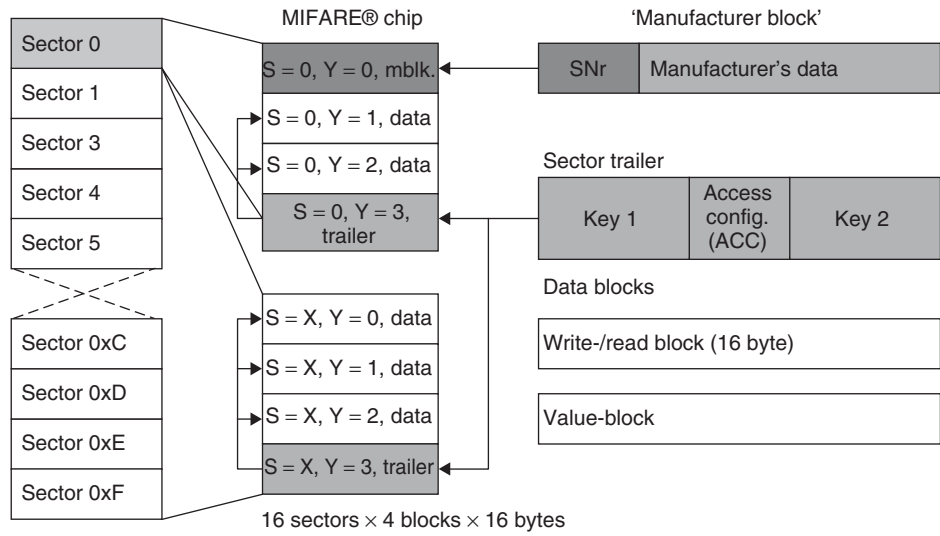 MIFARE® chip
'Manufacturer block'
Sector 0
Sector 1
Sector 3
Sector 4
Sector 5
Sector 0xC
Sector 0xD
Sector 0xE
Sector 0xF
S = 0, Y = 0, mblk.
S = 0, Y = 1, data
S = 0, Y = 2, data
S = 0, Y = 3,
trailer
S = X, Y = 0, data
S = X, Y = 1, data
S = X, Y = 2, data
S = X, Y = 3, trailer
16 sectors × 4 blocks × 16 bytes
SNr
Manufacturer's data
Sector trailer
Key 1
Access
config.
(ACC)
Key 2
Data blocks
Write-/read block (16 byte)
Value-block